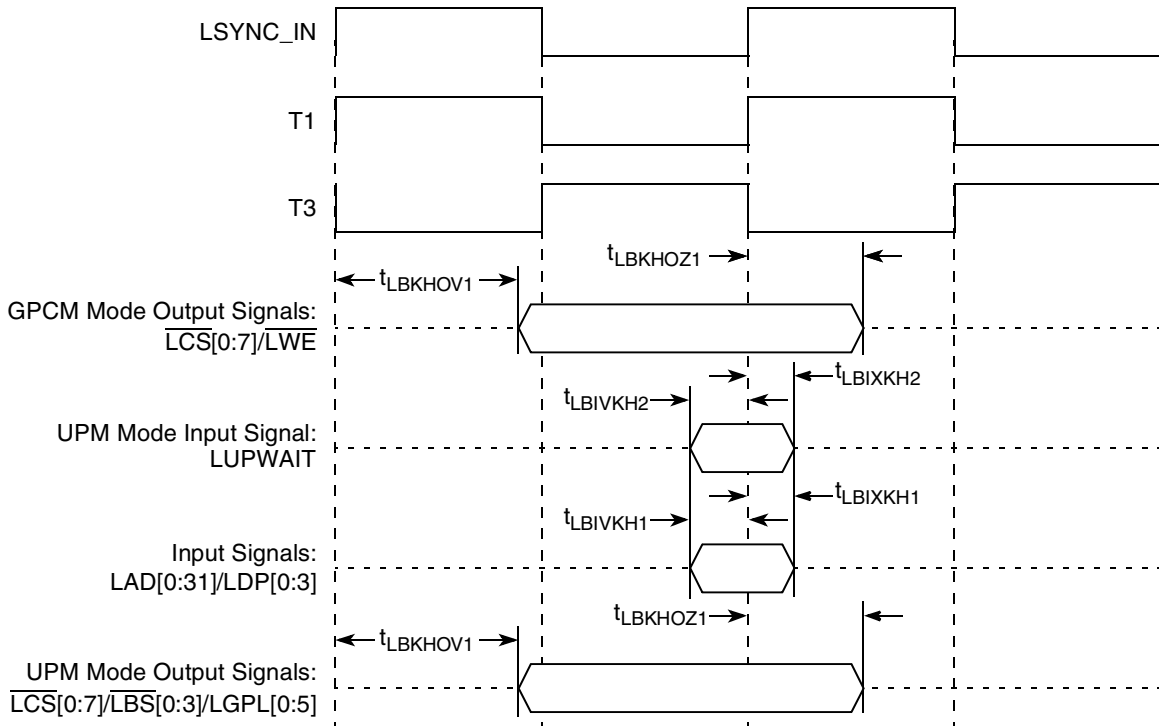 LSYNC_IN
T1
T3
tLBKHOZ1
tLBKHOV1
GPCM Mode Output Signals:
LCS[0:7]/LWE
tLBIXKH2
tLBIVKH2
UPM Mode Input Signal:
LUPWAIT
tLBIXKH1
tLBIVKH1
Input Signals:
LAD[0:31]/LDP[0:3]
tLBKHOZ1
tLBKHOV1
UPM Mode Output Signals:
LCS[0:7]/LBS[0:3]/LGPL[0:5]